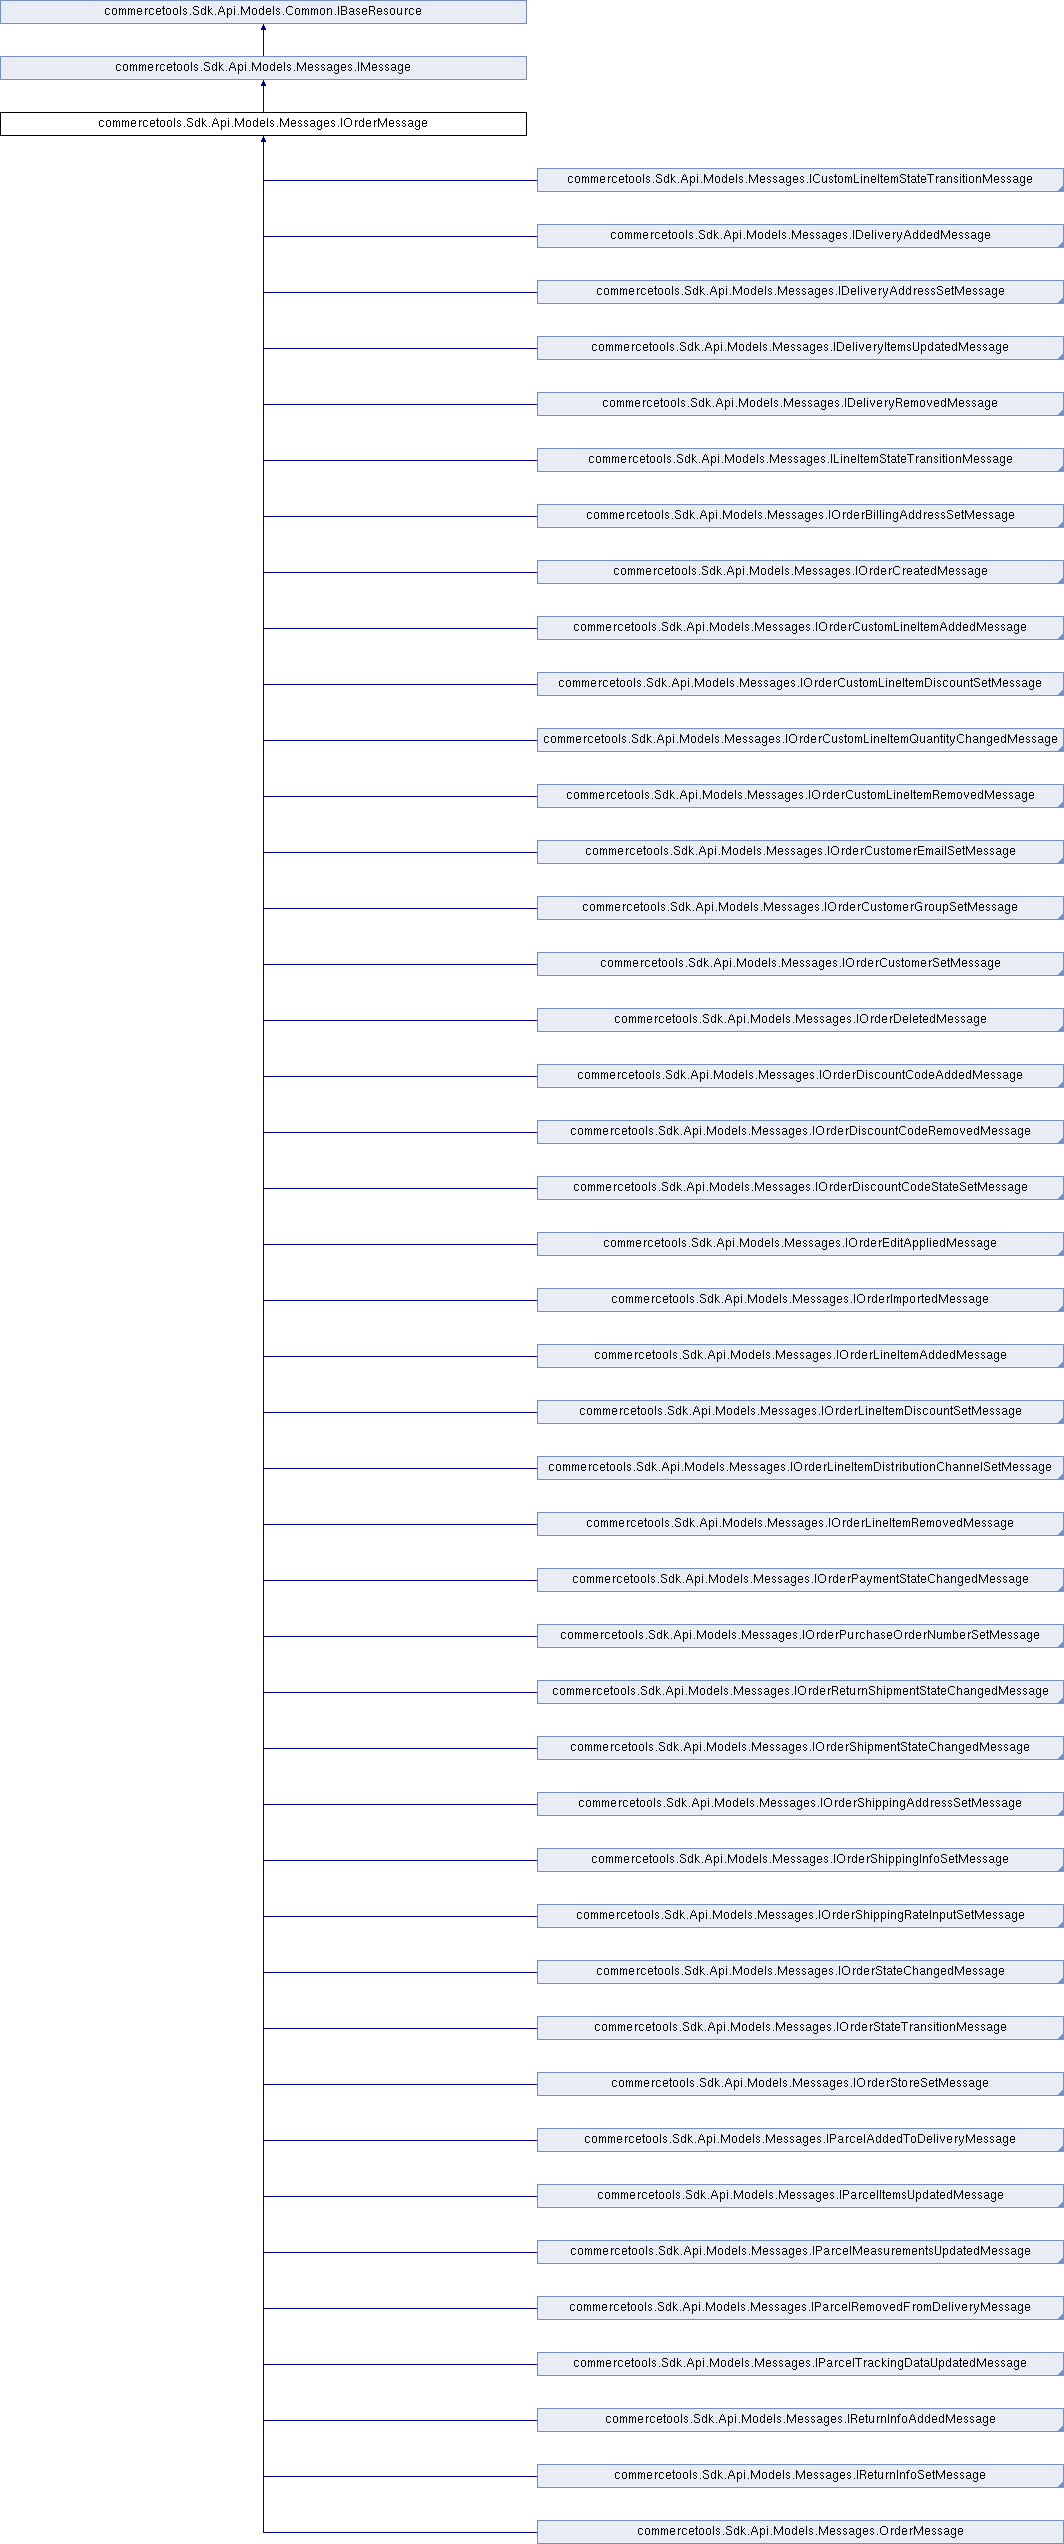 commercetools.Sdk.Api.Models.Common.IBaseResource
commercetools.Sdk.Api.Models.Messages.IMessage
commercetools.Sdk.Api.Models.Messages.IOrderMessage
commercetools.Sdk.Api.Models.Messages.ICustomLineItemStateTransitionMessage
commercetools.Sdk.Api.Models.Messages.IDeliveryAddedMessage
commercetools.Sdk.Api.Models.Messages.IDeliveryAddressSetMessage
commercetools.Sdk.Api.Models.Messages.IDeliveryItemsUpdatedMessage
commercetools.Sdk.Api.Models.Messages.IDeliveryRemovedMessage
commercetools.Sdk.Api.Models.Messages.ILineItemStateTransitionMessage
commercetools.Sdk.Api.Models.Messages.IOrderBillingAddressSetMessage
commercetools.Sdk.Api.Models.Messages.IOrderCreatedMessage
commercetools.Sdk.Api.Models.Messages.IOrderCustomLineItemAddedMessage
commercetools.Sdk.Api.Models.Messages.IOrderCustomLineItemDiscountSetMessage
commercetools.Sdk.Api.Models.Messages.IOrderCustomLineItemQuantityChangedMessage
commercetools.Sdk.Api.Models.Messages.IOrderCustomLineItemRemovedMessage
commercetools.Sdk.Api.Models.Messages.IOrderCustomerEmailSetMessage
commercetools.Sdk.Api.Models.Messages.IOrderCustomerGroupSetMessage
commercetools.Sdk.Api.Models.Messages.IOrderCustomerSetMessage
commercetools.Sdk.Api.Models.Messages.IOrderDeletedMessage
commercetools.Sdk.Api.Models.Messages.IOrderDiscountCodeAddedMessage
commercetools.Sdk.Api.Models.Messages.IOrderDiscountCodeRemovedMessage
commercetools.Sdk.Api.Models.Messages.IOrderDiscountCodeStateSetMessage
commercetools.Sdk.Api.Models.Messages.IOrderEditAppliedMessage
commercetools.Sdk.Api.Models.Messages.IOrderImportedMessage
commercetools.Sdk.Api.Models.Messages.IOrderLineItemAddedMessage
commercetools.Sdk.Api.Models.Messages.IOrderLineItemDiscountSetMessage
commercetools.Sdk.Api.Models.Messages.IOrderLineItemDistributionChannelSetMessage
commercetools.Sdk.Api.Models.Messages.IOrderLineItemRemovedMessage
commercetools.Sdk.Api.Models.Messages.IOrderPaymentStateChangedMessage
commercetools.Sdk.Api.Models.Messages.IOrderPurchaseOrderNumberSetMessage
commercetools.Sdk.Api.Models.Messages.IOrderReturnShipmentStateChangedMessage
commercetools.Sdk.Api.Models.Messages.IOrderShipmentStateChangedMessage
commercetools.Sdk.Api.Models.Messages.IOrderShippingAddressSetMessage
commercetools.Sdk.Api.Models.Messages.IOrderShippingInfoSetMessage
commercetools.Sdk.Api.Models.Messages.IOrderShippingRateInputSetMessage
commercetools.Sdk.Api.Models.Messages.IOrderStateChangedMessage
commercetools.Sdk.Api.Models.Messages.IOrderStateTransitionMessage
commercetools.Sdk.Api.Models.Messages.IOrderStoreSetMessage
commercetools.Sdk.Api.Models.Messages.IParcelAddedToDeliveryMessage
commercetools.Sdk.Api.Models.Messages.IParcelItemsUpdatedMessage
commercetools.Sdk.Api.Models.Messages.IParcelMeasurementsUpdatedMessage
commercetools.Sdk.Api.Models.Messages.IParcelRemovedFromDeliveryMessage
commercetools.Sdk.Api.Models.Messages.IParcelTrackingDataUpdatedMessage
commercetools.Sdk.Api.Models.Messages.IReturnInfoAddedMessage
commercetools.Sdk.Api.Models.Messages.IReturnInfoSetMessage
commercetools.Sdk.Api.Models.Messages.OrderMessage